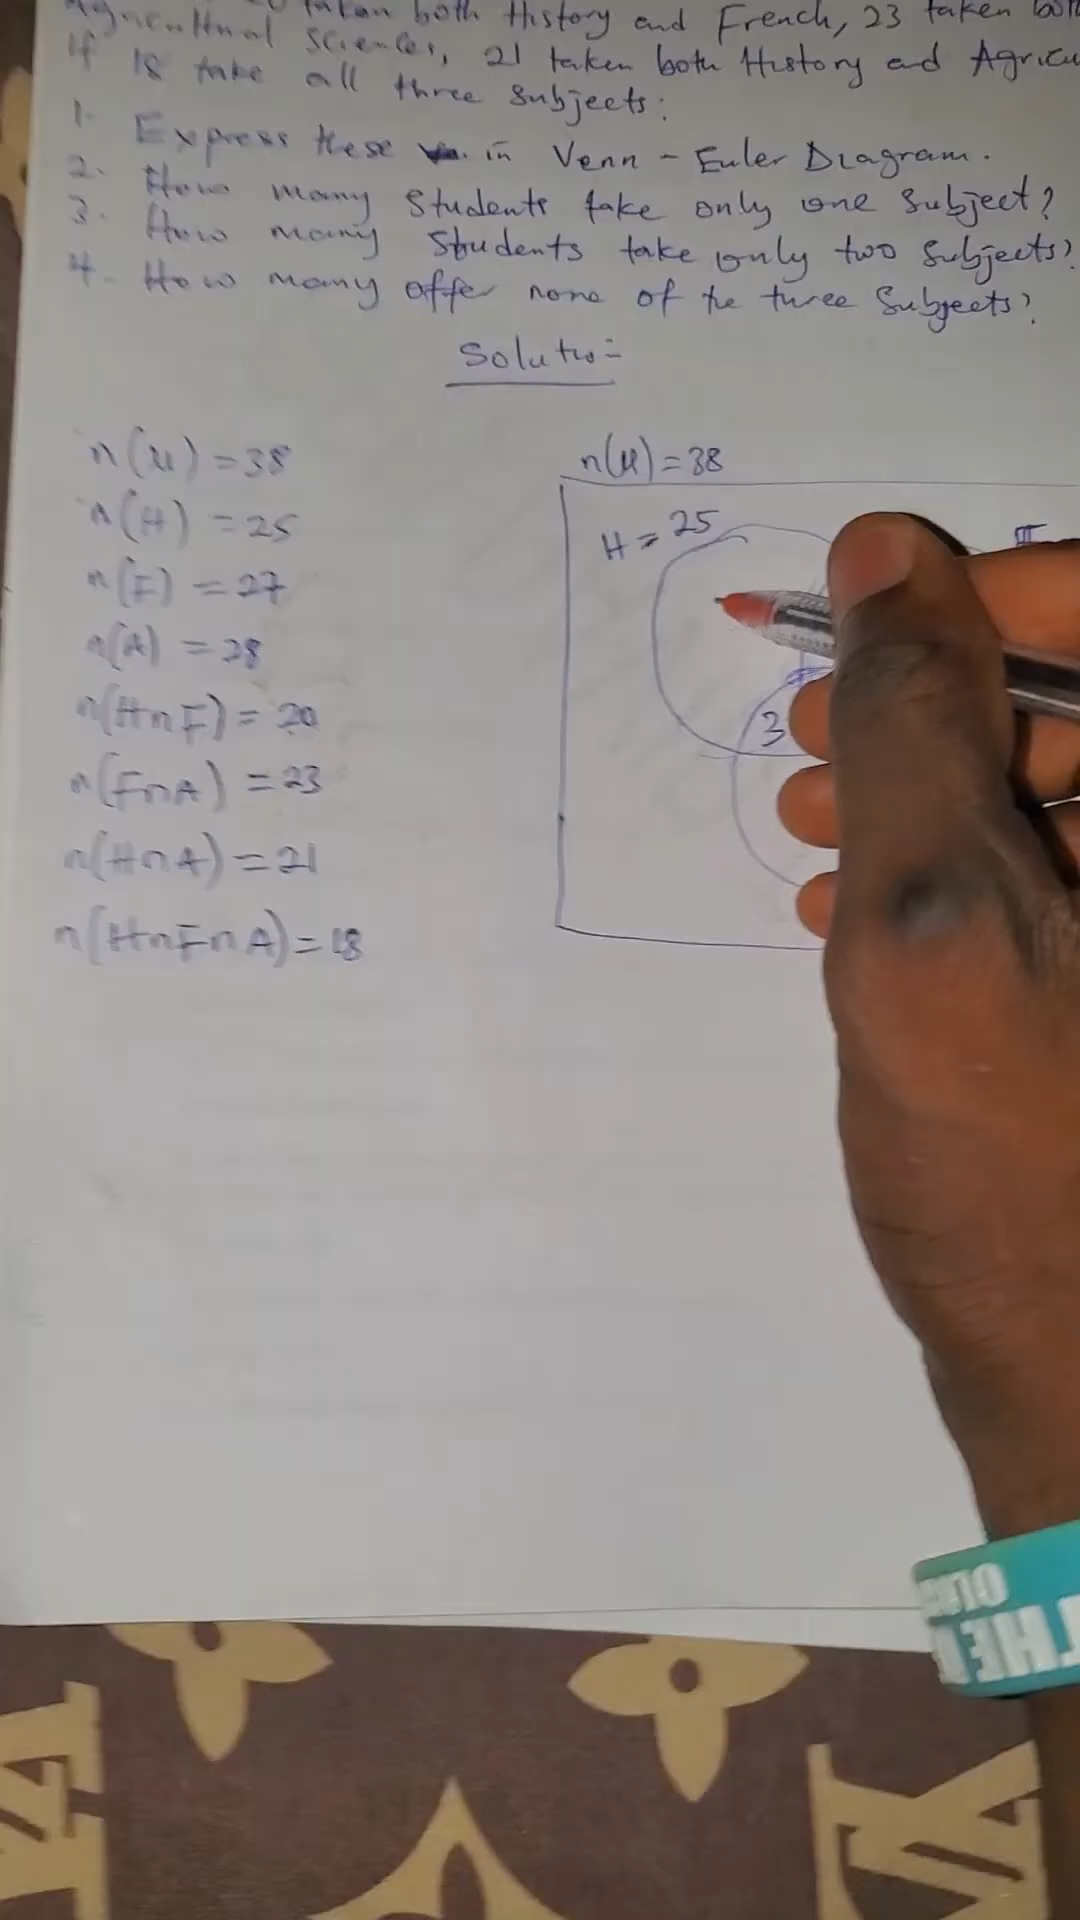 taken both History and French, 23 taken both
Agricultural Sciences, 21 taken both History and Agricu
If 18 take all three Subjects:
1. Express these in Venn - Euler Diagram.
2. How many Students take only one Subject?
3. How many Students take only two Subjects?
4. How many offer none of the three Subjects?
Solutio:-
n(μ) = 38
n(H) = 25
n(F) = 27
n(A) = 28
n(H∩F) = 20
n(F∩A) = 23
n(H∩A) = 21
n(H∩F∩A) = 18
n(μ) = 38
H = 25
3
THE